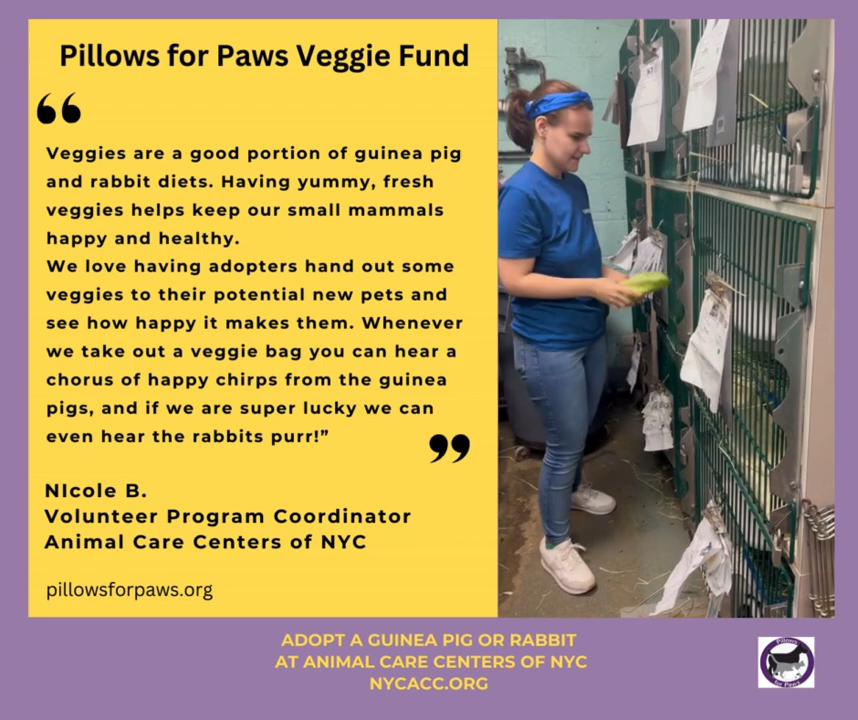 Pillows for Paws Veggie Fund
“
Veggies are a good portion of guinea pig
and rabbit diets. Having yummy, fresh
veggies helps keep our small mammals
happy and healthy.
We love having adopters hand out some
veggies to their potential new pets and
see how happy it makes them. Whenever
we take out a veggie bag you can hear a
chorus of happy chirps from the guinea
pigs, and if we are super lucky we can
even hear the rabbits purr!”
”
NIcole B.
Volunteer Program Coordinator
Animal Care Centers of NYC
pillowsforpaws.org
ADOPT A GUINEA PIG OR RABBIT
AT ANIMAL CARE CENTERS OF NYC
NYCACC.ORG
Pillows
for Paws